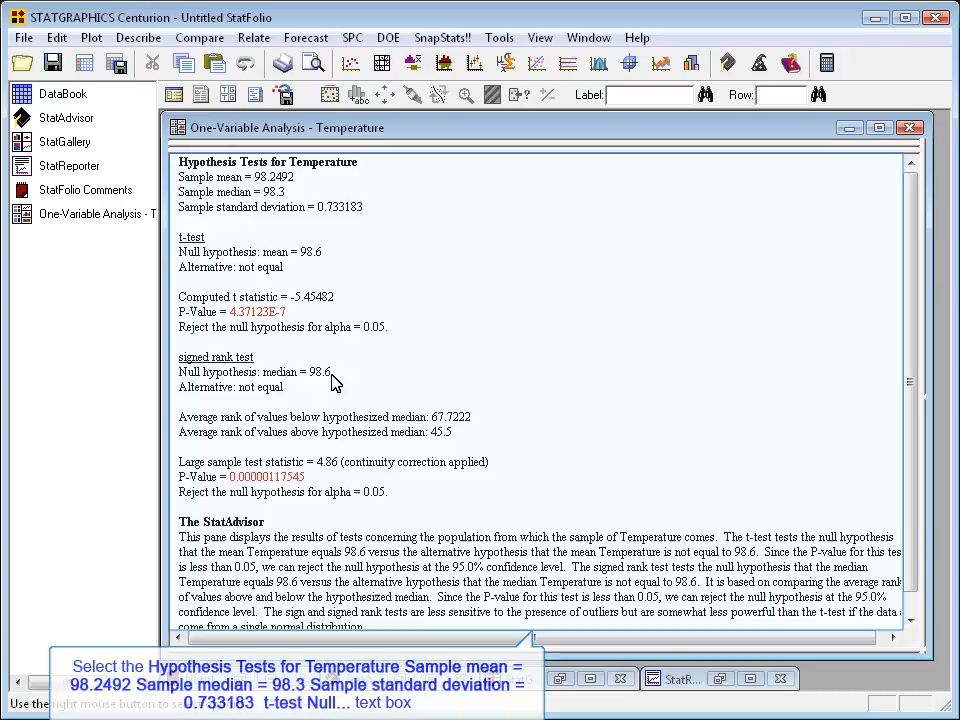 STATGRAPHICS Centurion - Untitled StatFolio
File Edit Plot Describe Compare Relate Forecast SPC DOE SnapStats!! Tools View Window Help
Label: Row:
DataBook
StatAdvisor
StatGallery
StatReporter
StatFolio Comments
One-Variable Analysis - T
One-Variable Analysis - Temperature
Hypothesis Tests for Temperature
Sample mean = 98.2492
Sample median = 98.3
Sample standard deviation = 0.733183
t-test
Null hypothesis: mean = 98.6
Alternative: not equal
Computed t statistic = -5.45482
P-Value = 4.37123E-7
Reject the null hypothesis for alpha = 0.05.
signed rank test
Null hypothesis: median = 98.6
Alternative: not equal
Average rank of values below hypothesized median: 67.7222
Average rank of values above hypothesized median: 45.5
Large sample test statistic = 4.86 (continuity correction applied)
P-Value = 0.00000117545
Reject the null hypothesis for alpha = 0.05.
The StatAdvisor
This pane displays the results of tests concerning the population from which the sample of Temperature comes. The t-test tests the null hypothesis
that the mean Temperature equals 98.6 versus the alternative hypothesis that the mean Temperature is not equal to 98.6. Since the P-value for this tes
is less than 0.05, we can reject the null hypothesis at the 95.0% confidence level. The signed rank test tests the null hypothesis that the median
Temperature equals 98.6 versus the alternative hypothesis that the median Temperature is not equal to 98.6. It is based on comparing the average rank
of values above and below the hypothesized median. Since the P-value for this test is less than 0.05, we can reject the null hypothesis at the 95.0%
confidence level. The sign and signed rank tests are less sensitive to the presence of outliers but are somewhat less powerful than the t-test if the data
come from a single normal distribution.
Select the Hypothesis Tests for Temperature Sample mean =
98.2492 Sample median = 98.3 Sample standard deviation =
0.733183 t-test Null... text box
StatR...
Use the right mouse button to